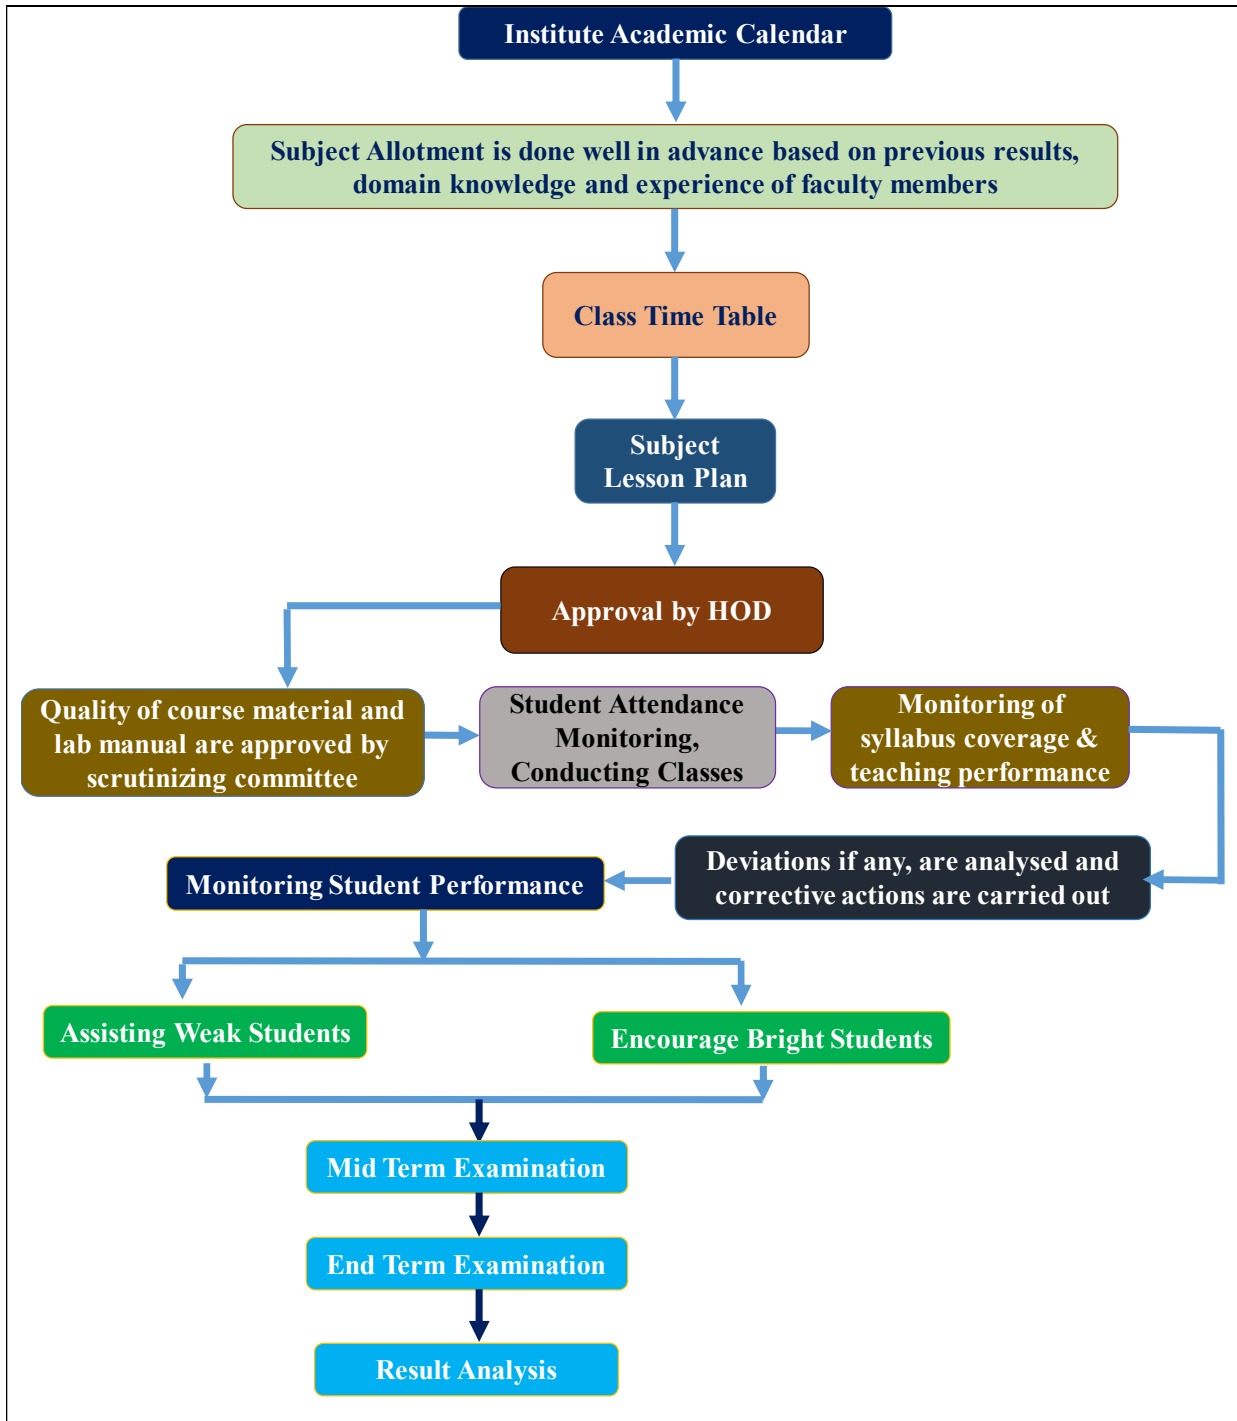 Institute Academic Calendar
Subject Allotment is done well in advance based on previous results,
domain knowledge and experience of faculty members
Class Time Table
Subject
Lesson Plan
Approval by HOD
Quality of course material and
lab manual are approved by
scrutinizing committee
Student Attendance
Monitoring,
Conducting Classes
Monitoring of
syllabus coverage &
teaching performance
Deviations if any, are analysed and
corrective actions are carried out
Monitoring Student Performance
Assisting Weak Students
Encourage Bright Students
Mid Term Examination
End Term Examination
Result Analysis